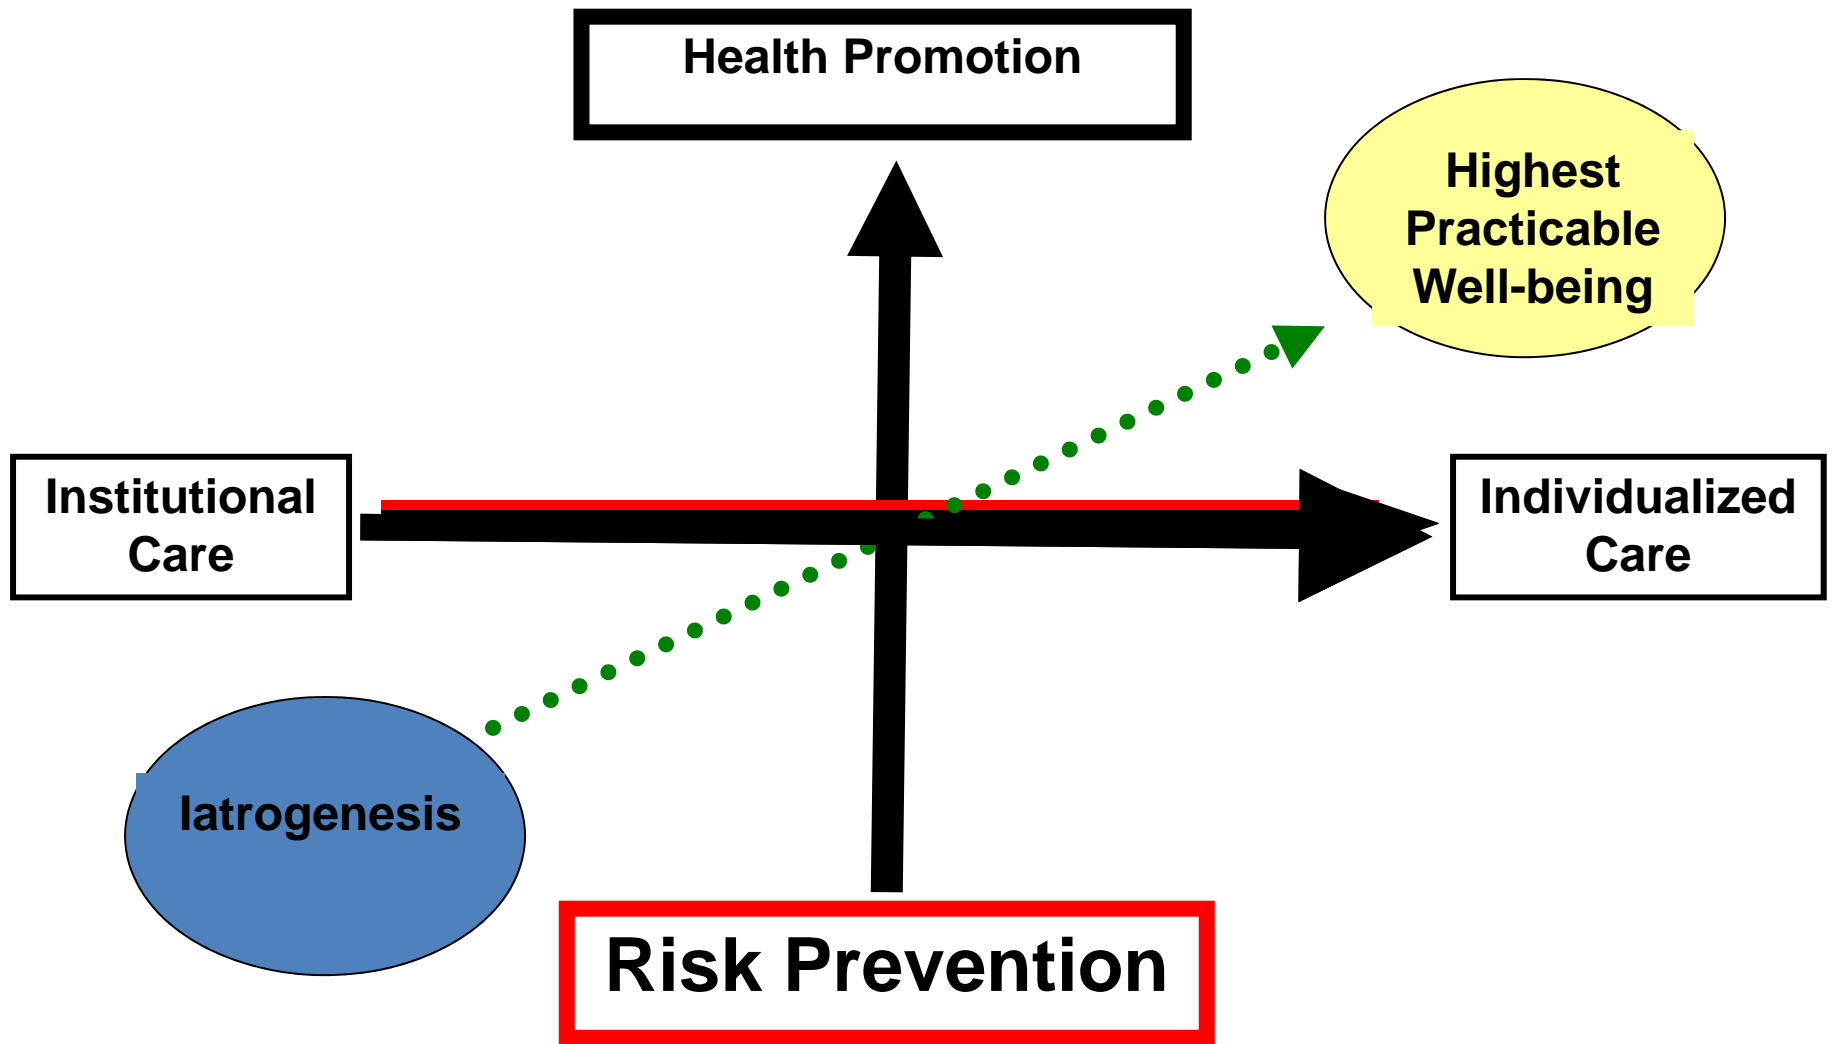 Health Promotion
Highest
Practicable
Well-being
Institutional
Care
Individualized
Care
Iatrogenesis
Risk Prevention